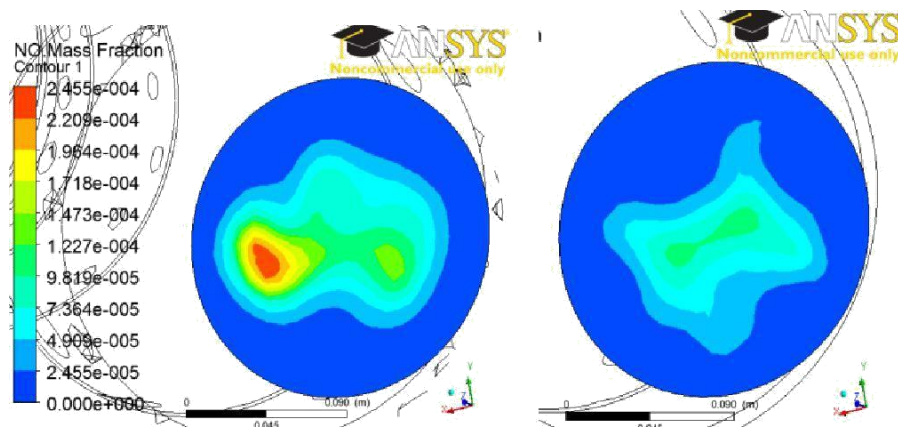 NO.Mass Fraction
Contour 1
2.455e-004
2.209e-004
1.964e-004
1.718e-004
1.473e-004
1.227e-004
9.819e-005
7.364e-005
4.909e-005
2.455e-005
0.000e+000
ANSYS
Noncommercial use only
0
0.090 (m)
0.045
Y
X
Z
ANSYS
Noncommercial use only
0
0.090 (m)
0.045
Y
X
Z